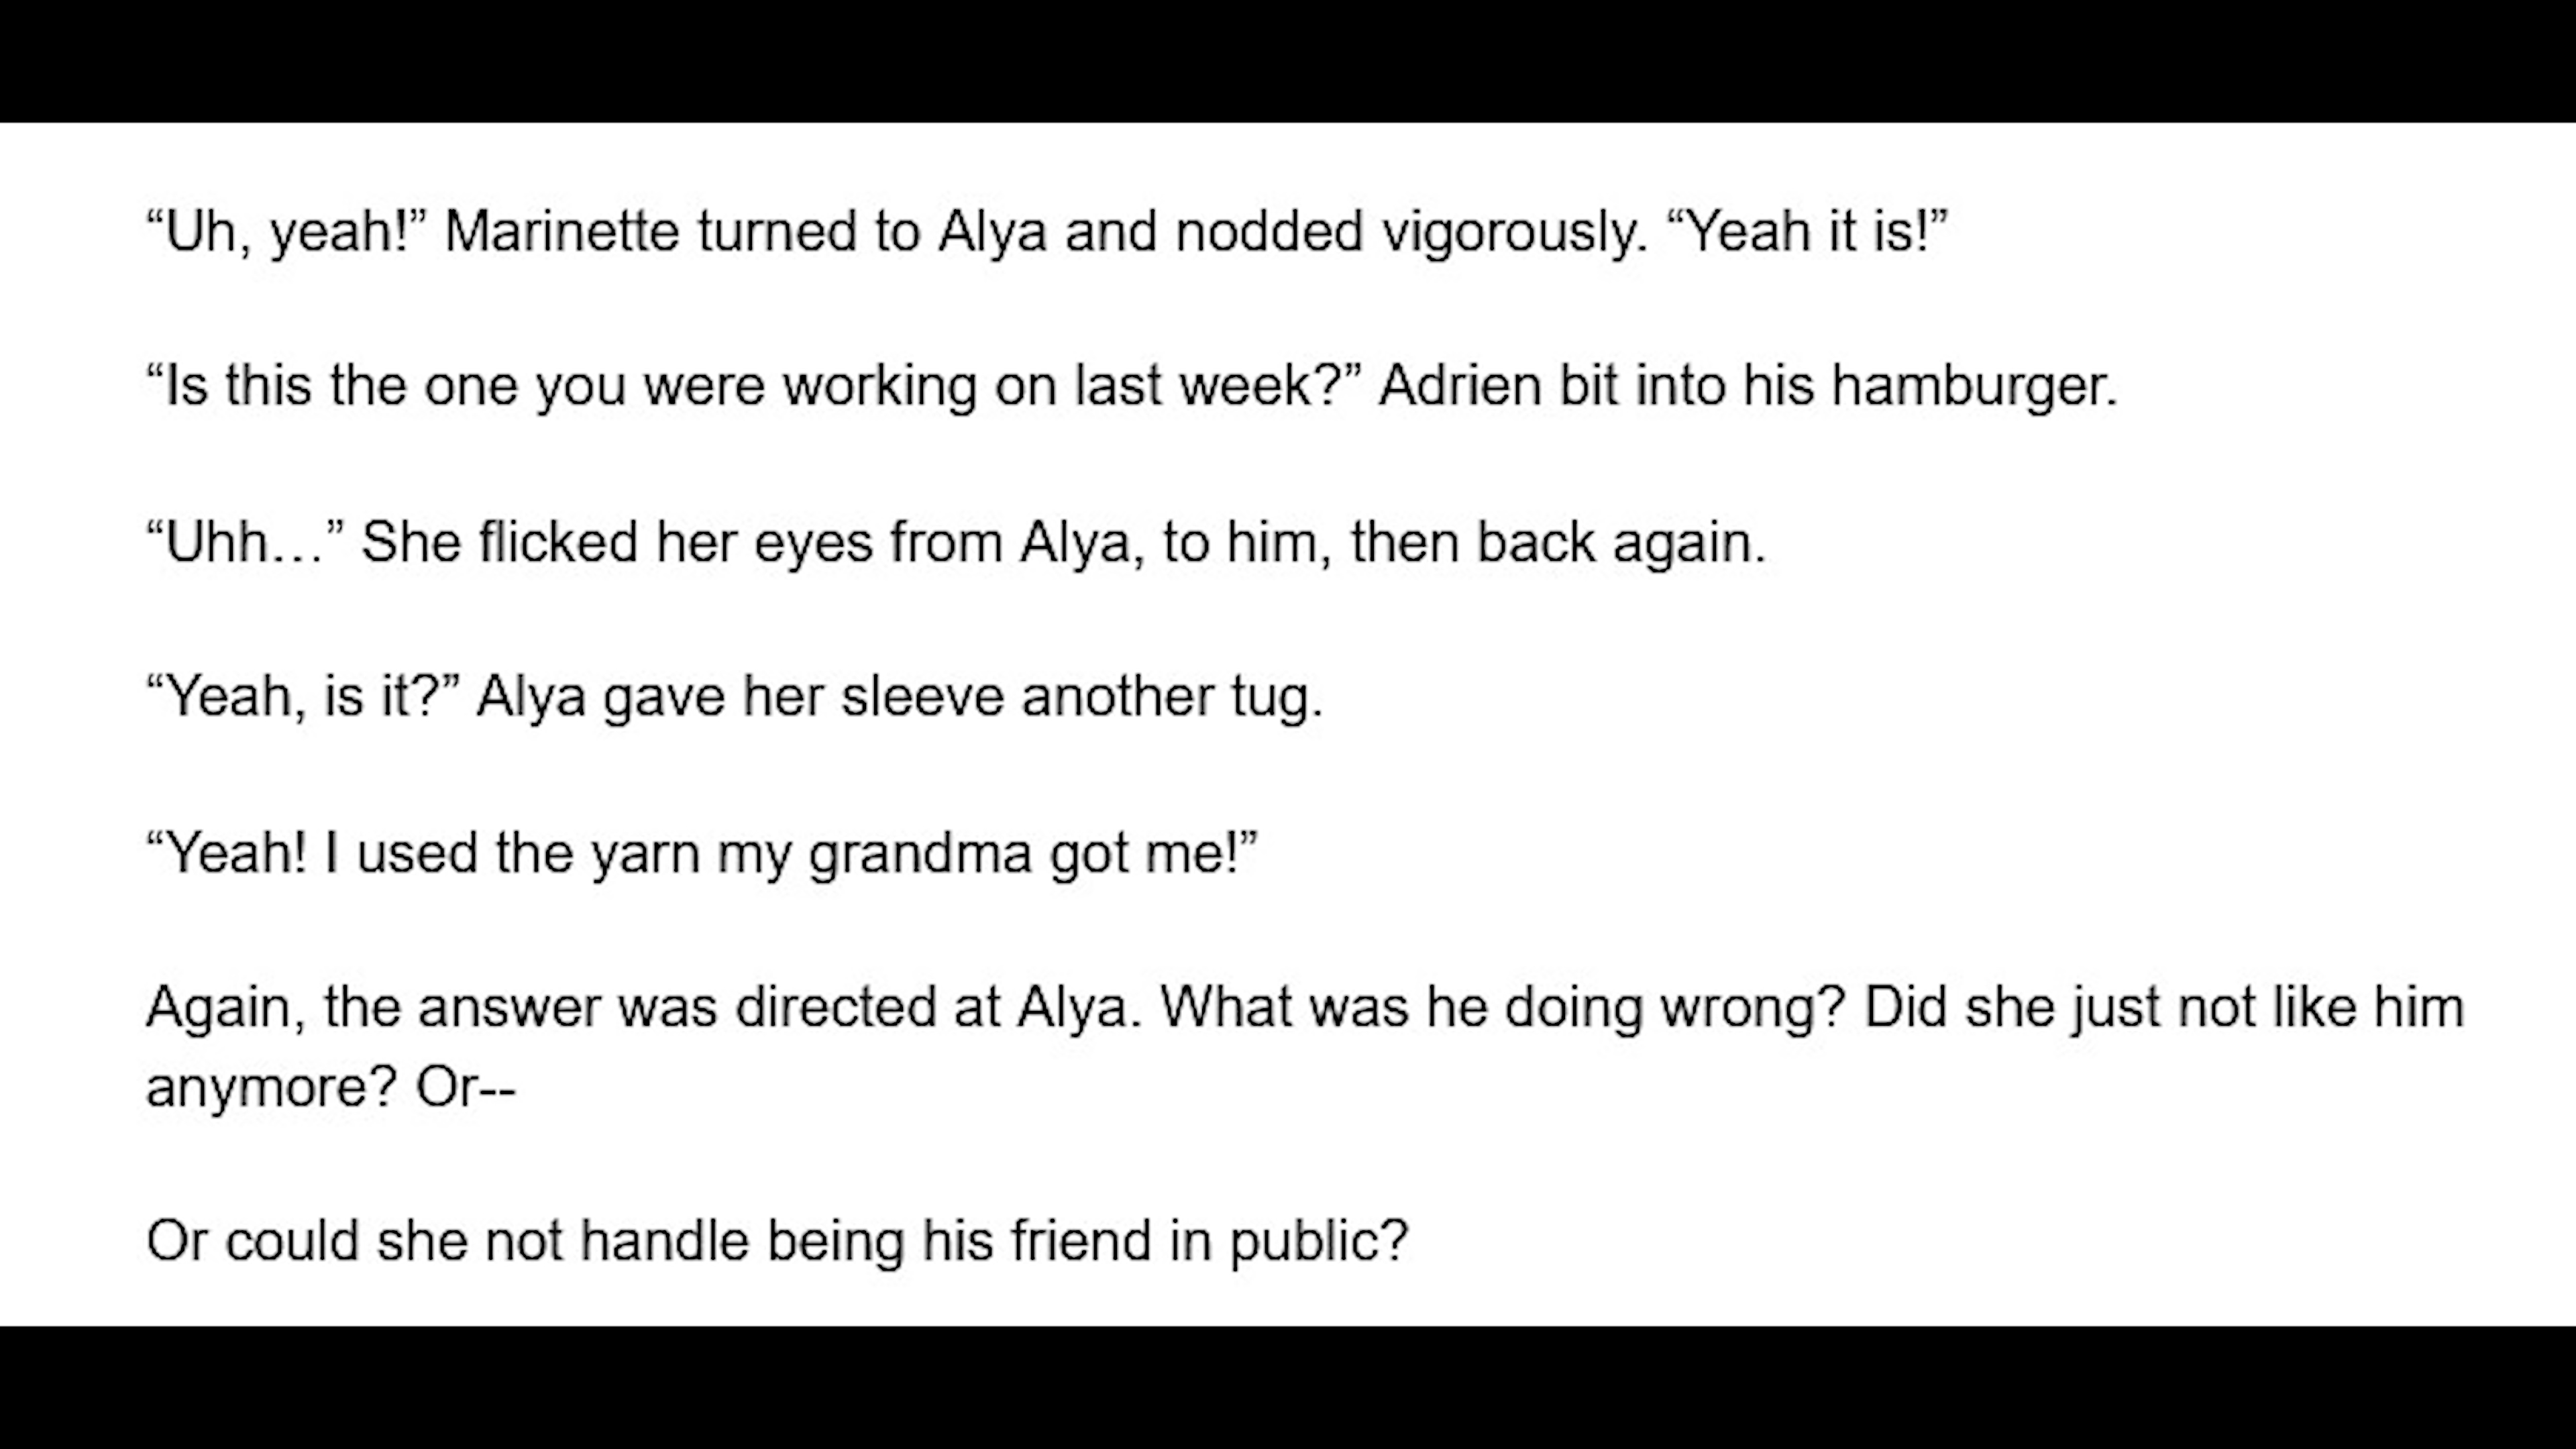 “Uh, yeah!” Marinette turned to Alya and nodded vigorously. “Yeah it is!”
“Is this the one you were working on last week?” Adrien bit into his hamburger.
“Uhh…” She flicked her eyes from Alya, to him, then back again.
“Yeah, is it?” Alya gave her sleeve another tug.
“Yeah! I used the yarn my grandma got me!”
Again, the answer was directed at Alya. What was he doing wrong? Did she just not like him
anymore? Or--
Or could she not handle being his friend in public?